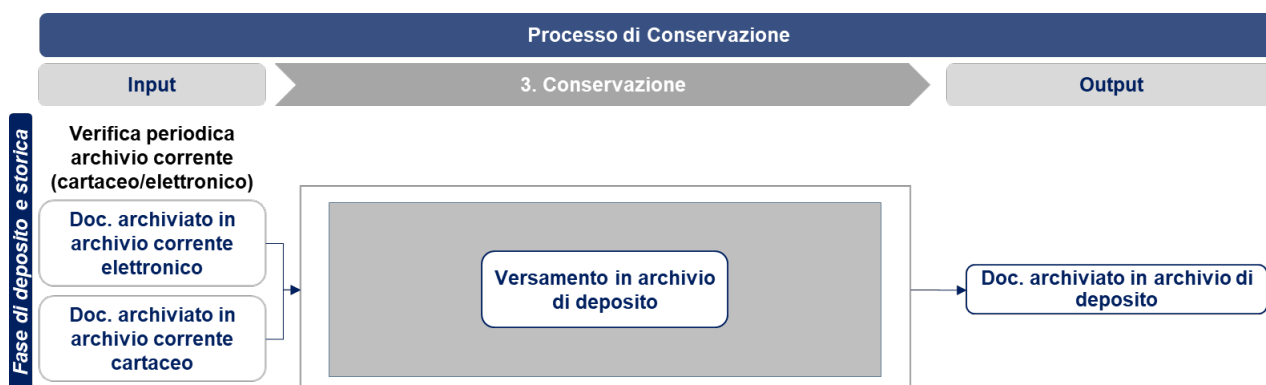 Processo di Conservazione
Input
3. Conservazione
Output
Fase di deposito e storica
Verifica periodica
archivio corrente
(cartaceo/elettronico)
Doc. archiviato in
archivio corrente
elettronico
Doc. archiviato in
archivio corrente
cartaceo
Versamento in archivio
di deposito
Doc. archiviato in archivio di
deposito